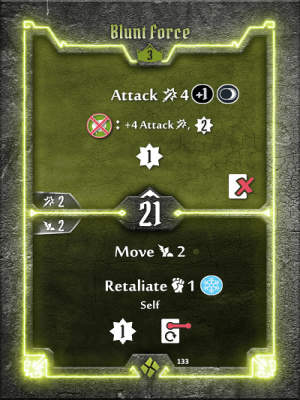 Blunt Force
3
Attack 4 +1
: +4 Attack , 2
1
2
21
2
Move 2
Retaliate 1
Self
1
133